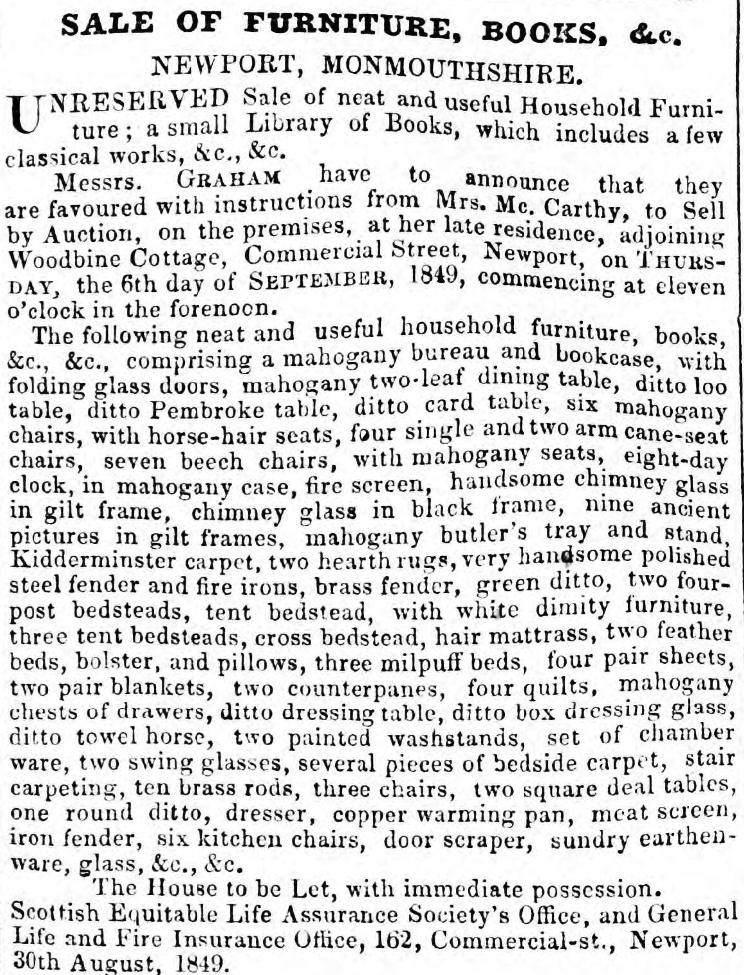 SALE OF FURNITURE, BOOKS, &c.
NEWPORT, MONMOUTHSHIRE.
UNRESERVED Sale of neat and useful Household Furni-
ture; a small Library of Books, which includes a few
classical works, &c., &c.
Messrs. GRAHAM have to announce that they
are favoured with instructions from Mrs. Mc. Carthy, to Sell
by Auction, on the premises, at her late residence, adjoining
Woodbine Cottage, Commercial Street, Newport, on THURS-
DAY, the 6th day of SEPTEMBER, 1849, commencing at eleven
o'clock in the forenoon.
The following neat and useful household furniture, books,
&c., &c., comprising a mahogany bureau and bookcase, with
folding glass doors, mahogany two-leaf dining table, ditto loo
table, ditto Pembroke table, ditto card table, six mahogany
chairs, with horse-hair seats, four single and two arm cane-seat
chairs, seven beech chairs, with mahogany seats, eight-day
clock, in mahogany case, fire screen, handsome chimney glass
in gilt frame, chimney glass in black frame, nine ancient
pictures in gilt frames, mahogany butler's tray and stand,
Kidderminster carpet, two hearth rugs, very handsome polished
steel fender and fire irons, brass fender, green ditto, two four-
post bedsteads, tent bedstead, with white dimity furniture,
three tent bedsteads, cross bedstead, hair mattrass, two feather
beds, bolster, and pillows, three milpuff beds, four pair sheets,
two pair blankets, two counterpanes, four quilts, mahogany
chests of drawers, ditto dressing table, ditto box dressing glass,
ditto towel horse, two painted washstands, set of chamber
ware, two swing glasses, several pieces of bedside carpet, stair
carpeting, ten brass rods, three chairs, two square deal tables,
one round ditto, dresser, copper warming pan, meat screen,
iron fender, six kitchen chairs, door scraper, sundry earthen-
ware, glass, &c., &c.
The House to be Let, with immediate possession.
Scottish Equitable Life Assurance Society's Office, and General
Life and Fire Insurance Office, 162, Commercial-st., Newport,
30th August, 1849.